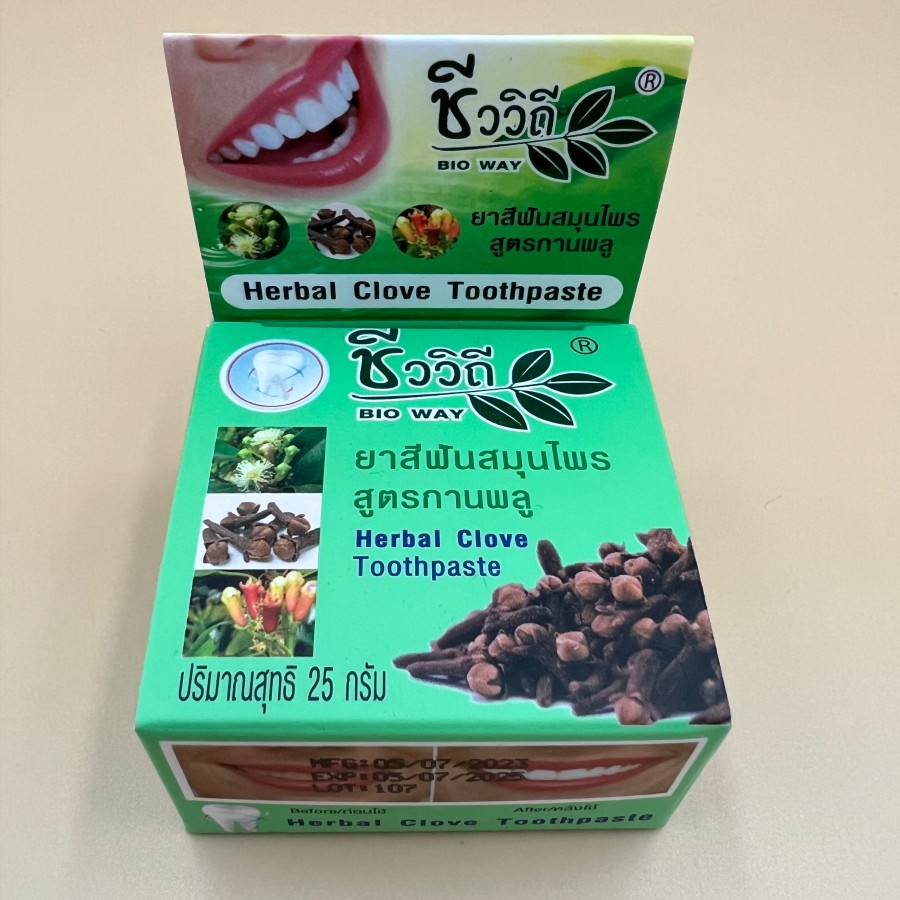 ชีววิถี
®
BIO WAY
ยาสีฟันสมุนไพร
สูตรกานพลู
Herbal Clove Toothpaste
ชีววิถี
®
BIO WAY
ยาสีฟันสมุนไพร
สูตรกานพลู
Herbal Clove
Toothpaste
ปริมาณสุทธิ 25 กรัม
MFG:05/07/2023
EXP:05/07/2025
LOT:107
Before/ก่อนใช้
After/หลังใช้
Herbal Clove Toothpaste